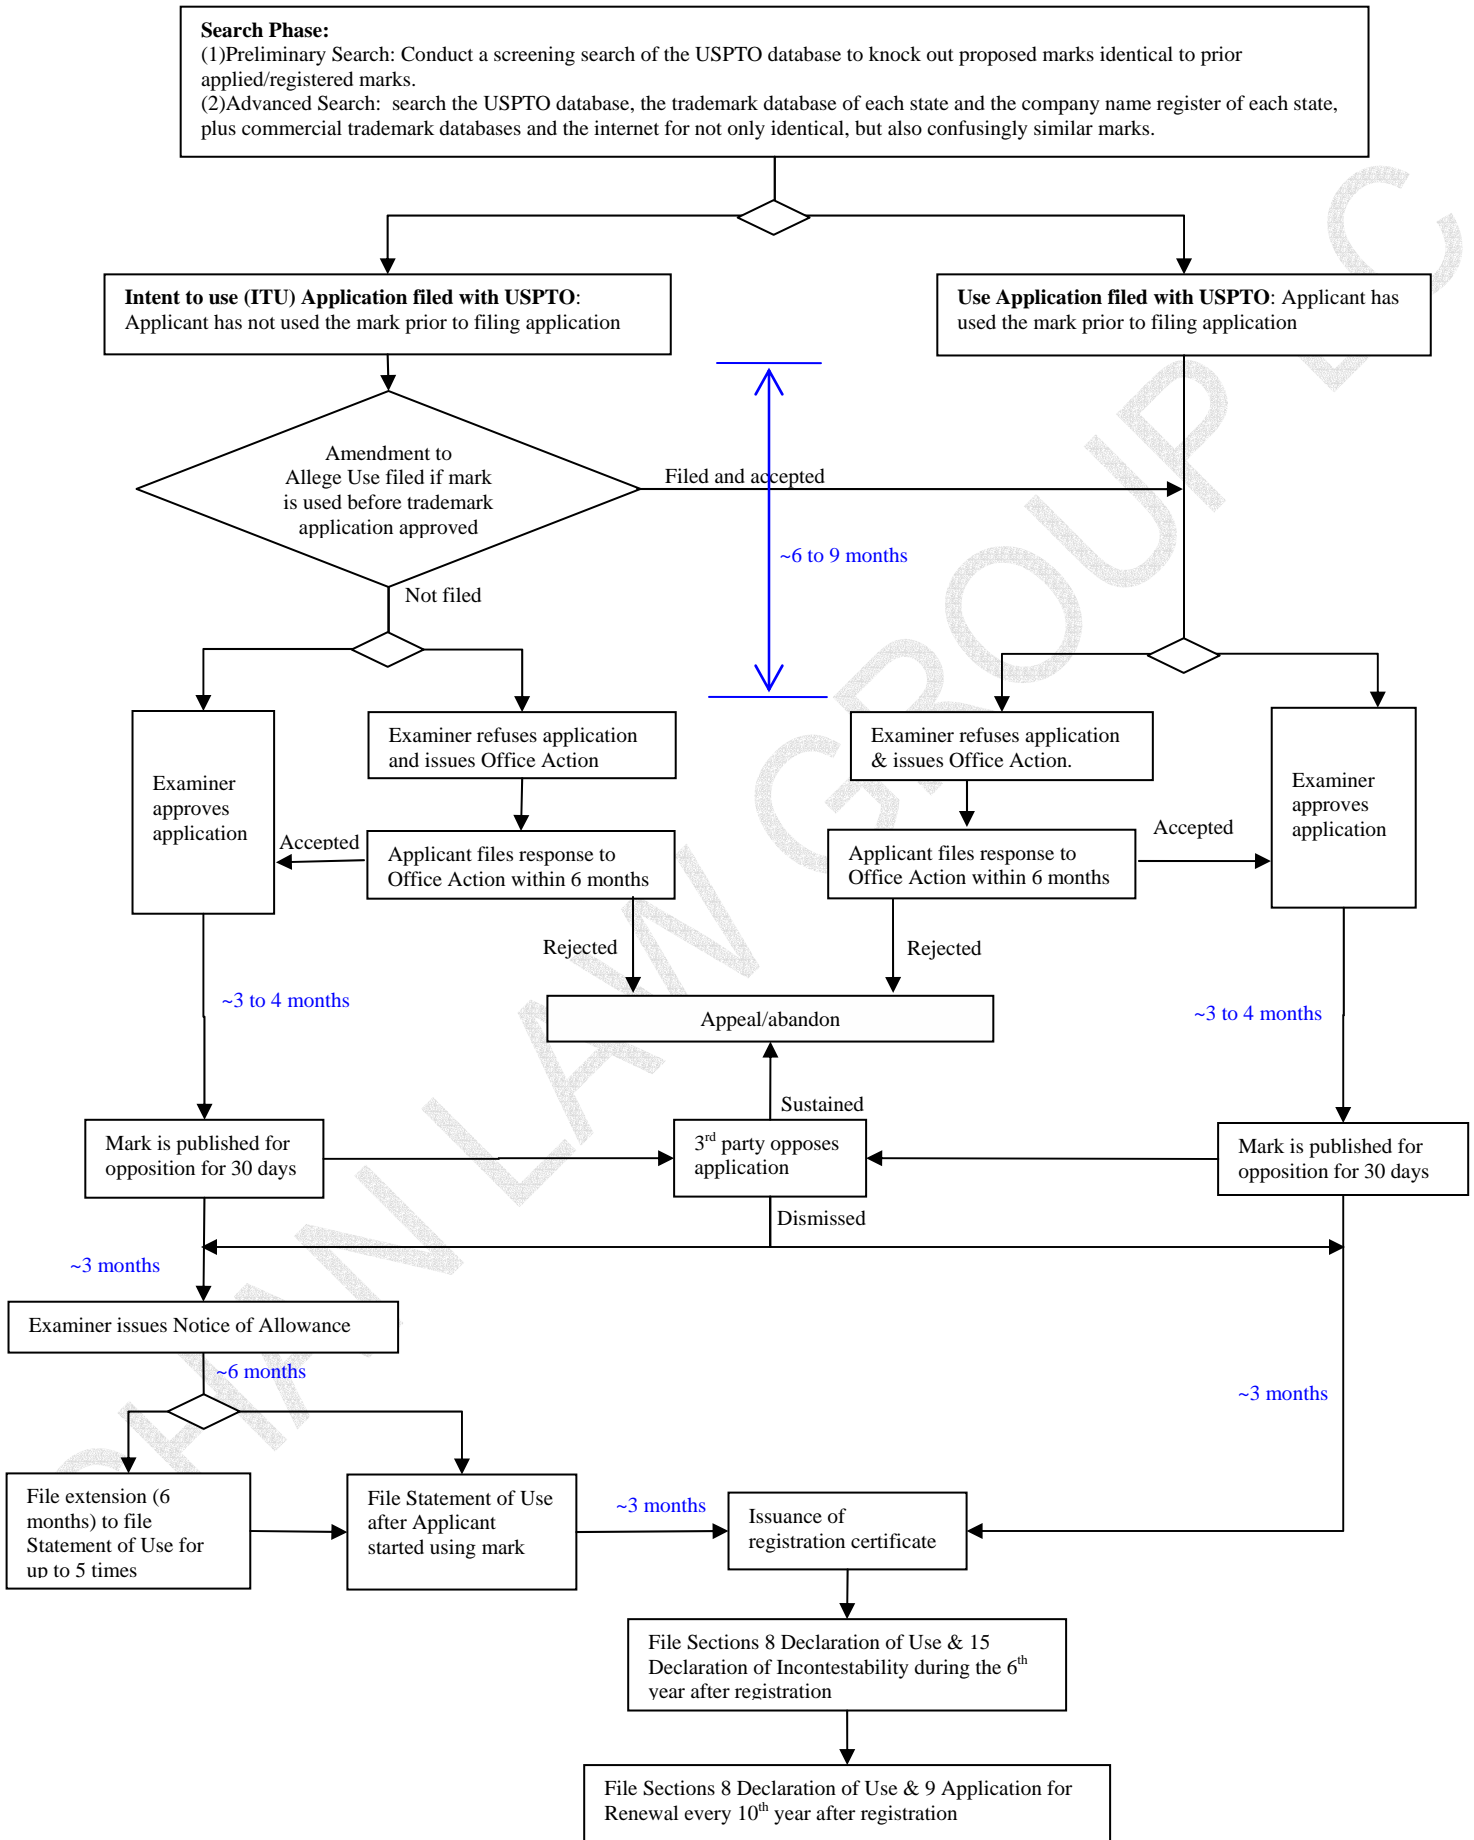 Search Phase:
(1)Preliminary Search: Conduct a screening search of the USPTO database to knock out proposed marks identical to prior
applied/registered marks.
(2)Advanced Search: search the USPTO database, the trademark database of each state and the company name register of each state,
plus commercial trademark databases and the internet for not only identical, but also confusingly similar marks.
Intent to use (ITU) Application filed with USPTO:
Applicant has not used the mark prior to filing application
Use Application filed with USPTO: Applicant has
used the mark prior to filing application
Amendment to
Allege Use filed if mark
is used before trademark
application approved
Filed and accepted
~6 to 9 months
Not filed
Examiner
approves
application
Examiner refuses application
and issues Office Action
Examiner refuses application
& issues Office Action.
Examiner
approves
application
Accepted
Applicant files response to
Office Action within 6 months
Applicant files response to
Office Action within 6 months
Accepted
Rejected
Rejected
~3 to 4 months
Appeal/abandon
~3 to 4 months
Sustained
Mark is published for
opposition for 30 days
3rd party opposes
application
Mark is published for
opposition for 30 days
Dismissed
~3 months
Examiner issues Notice of Allowance
~6 months
~3 months
File extension (6
months) to file
Statement of Use for
up to 5 times
File Statement of Use
after Applicant
started using mark
~3 months
Issuance of
registration certificate
File Sections 8 Declaration of Use & 15
Declaration of Incontestability during the 6th
year after registration
File Sections 8 Declaration of Use & 9 Application for
Renewal every 10th year after registration
PHAN LAW GROUP LC